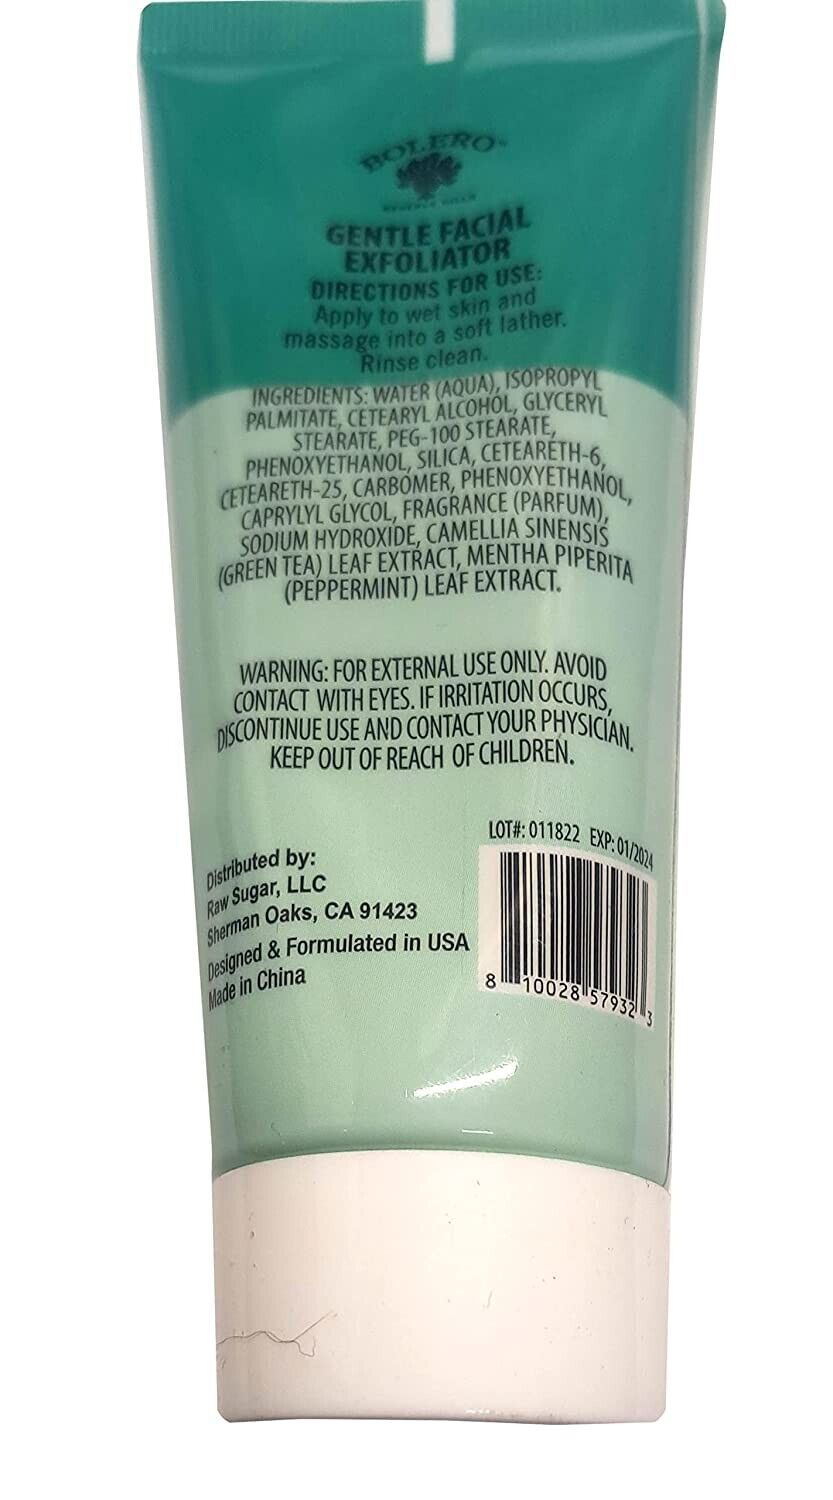 BOLERO
BEVERLY HILLS
GENTLE FACIAL
EXFOLIATOR
DIRECTIONS FOR USE:
Apply to wet skin and
massage into a soft lather.
Rinse clean.
INGREDIENTS: WATER (AQUA), ISOPROPYL
PALMITATE, CETEARYL ALCOHOL, GLYCERYL
STEARATE, PEG-100 STEARATE,
PHENOXYETHANOL, SILICA, CETEARETH-6,
CETEARETH-25, CARBOMER, PHENOXYETHANOL,
CAPRYLYL GLYCOL, FRAGRANCE (PARFUM),
SODIUM HYDROXIDE, CAMELLIA SINENSIS
(GREEN TEA) LEAF EXTRACT, MENTHA PIPERITA
(PEPPERMINT) LEAF EXTRACT.
WARNING: FOR EXTERNAL USE ONLY. AVOID
CONTACT WITH EYES. IF IRRITATION OCCURS,
DISCONTINUE USE AND CONTACT YOUR PHYSICIAN.
KEEP OUT OF REACH OF CHILDREN.
LOT#: 011822 EXP: 01/2024
Distributed by:
Raw Sugar, LLC
Sherman Oaks, CA 91423
Designed & Formulated in USA
Made in China
8 10028 57932 3